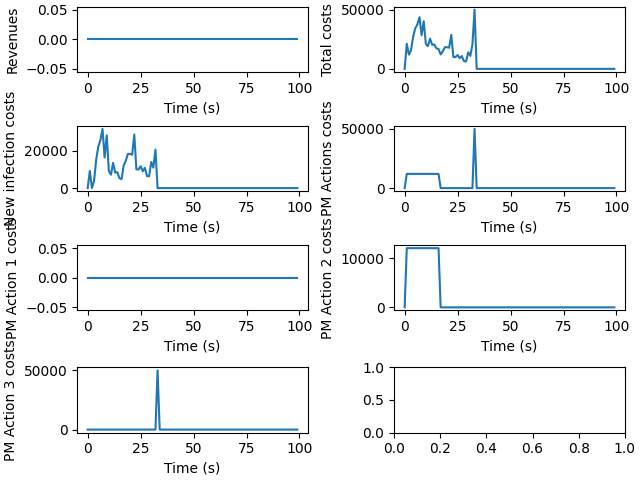 Revenues
0.05
0.00
−0.05
0 25 50 75 100
Time (s)
Total costs
50000
0
0 25 50 75 100
Time (s)
New infection costs
20000
0
0 25 50 75 100
Time (s)
PM Actions costs
50000
0
0 25 50 75 100
Time (s)
PM Action 1 costs
0.05
0.00
−0.05
0 25 50 75 100
Time (s)
PM Action 2 costs
10000
0
0 25 50 75 100
Time (s)
PM Action 3 costs
50000
0
0 25 50 75 100
Time (s)
1.0
0.5
0.0
0.0 0.2 0.4 0.6 0.8 1.0